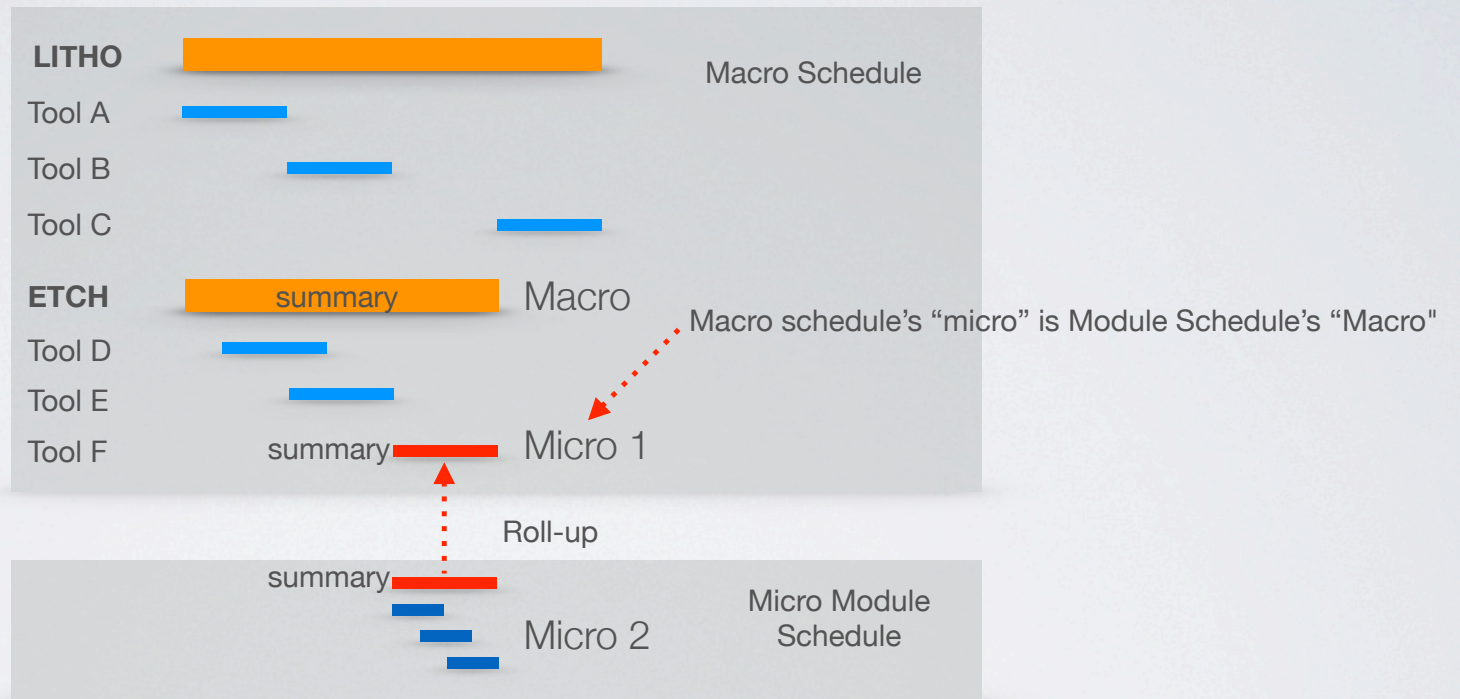 LITHO
Macro Schedule
Tool A
Tool B
Tool C
ETCH
summary
Macro
Macro schedule's “micro” is Module Schedule's “Macro"
Tool D
Tool E
Tool F
summary
Micro 1
Roll-up
summary
Micro 2
Micro Module
Schedule